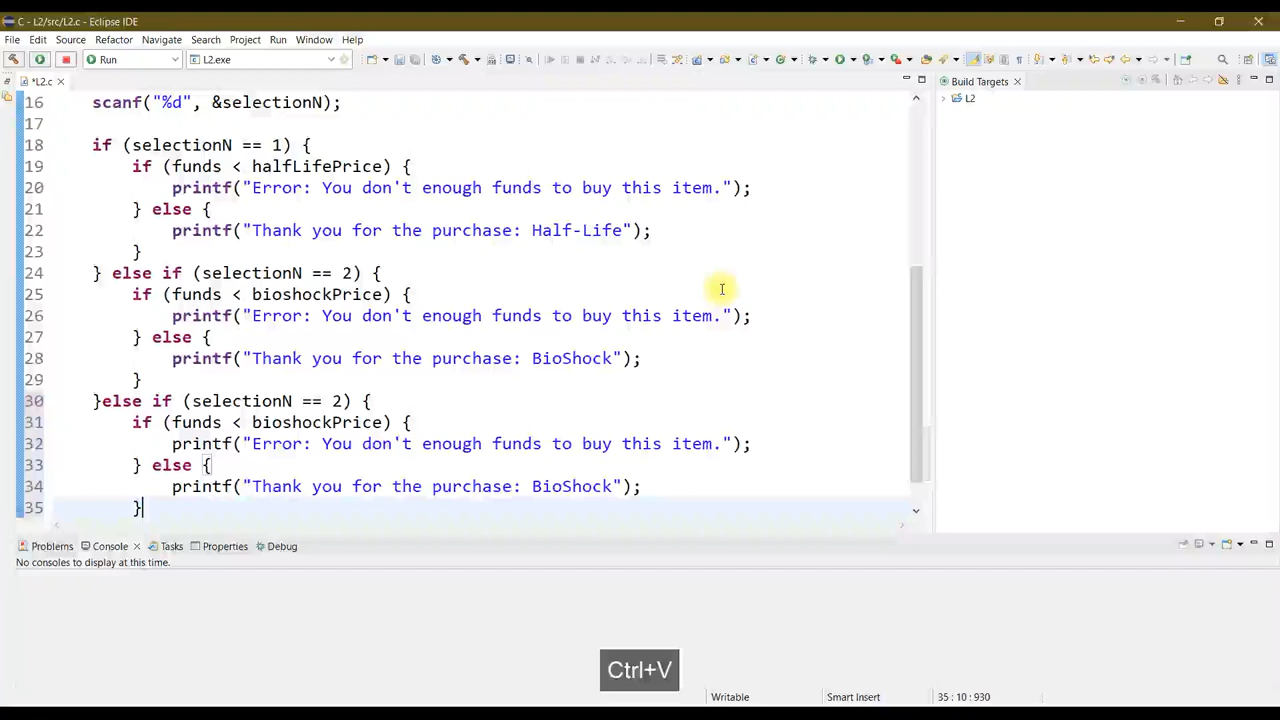 C - L2/src/L2.c - Eclipse IDE
File Edit Source Refactor Navigate Search Project Run Window Help
Run L2.exe
*L2.c
Build Targets
L2
16 scanf("%d", &selectionN);
17
18 if (selectionN == 1) {
19 if (funds < halfLifePrice) {
20 printf("Error: You don't enough funds to buy this item.");
21 } else {
22 printf("Thank you for the purchase: Half-Life");
23 }
24 } else if (selectionN == 2) {
25 if (funds < bioshockPrice) {
26 printf("Error: You don't enough funds to buy this item.");
27 } else {
28 printf("Thank you for the purchase: BioShock");
29 }
30 }else if (selectionN == 2) {
31 if (funds < bioshockPrice) {
32 printf("Error: You don't enough funds to buy this item.");
33 } else {
34 printf("Thank you for the purchase: BioShock");
35 }
Problems Console Tasks Properties Debug
No consoles to display at this time.
Ctrl+V
Writable Smart Insert 35 : 10 : 930